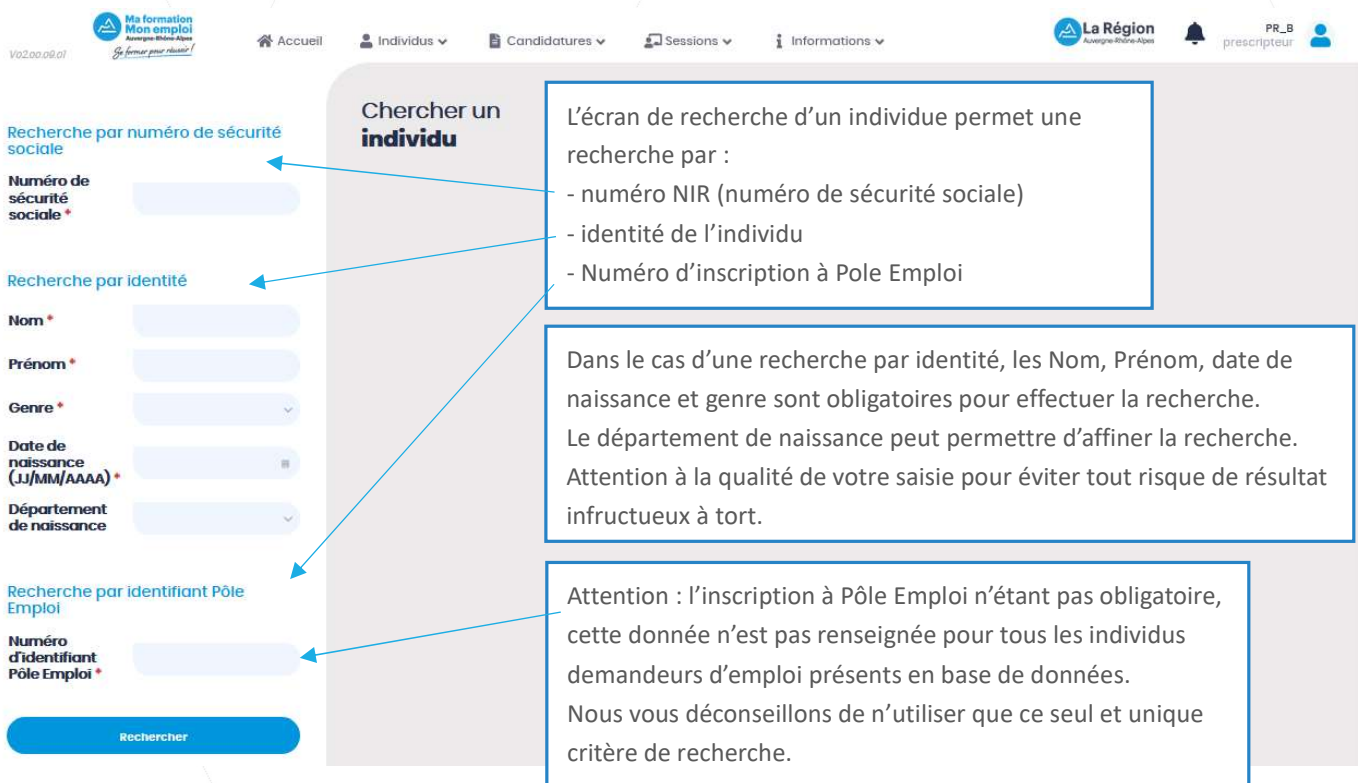 Ma formation
Mon emploi
Auvergne-Rhône-Alpes
Se former pour réussir !
V02.00.09.01
Accueil
Individus
Candidatures
Sessions
Informations
La Région
Auvergne-Rhône-Alpes
PR_B
prescripteur
Recherche par numéro de sécurité
sociale
Numéro de
sécurité
sociale *
Recherche par identité
Nom *
Prénom *
Genre *
Date de
naissance
(JJ/MM/AAAA) *
Département
de naissance
Recherche par identifiant Pôle
Emploi
Numéro
d'identifiant
Pôle Emploi *
Rechercher
Chercher un
individu
L’écran de recherche d’un individue permet une
recherche par :
- numéro NIR (numéro de sécurité sociale)
- identité de l’individu
- Numéro d’inscription à Pole Emploi
Dans le cas d’une recherche par identité, les Nom, Prénom, date de
naissance et genre sont obligatoires pour effectuer la recherche.
Le département de naissance peut permettre d’affiner la recherche.
Attention à la qualité de votre saisie pour éviter tout risque de résultat
infructueux à tort.
Attention : l’inscription à Pôle Emploi n’étant pas obligatoire,
cette donnée n’est pas renseignée pour tous les individus
demandeurs d’emploi présents en base de données.
Nous vous déconseillons de n’utiliser que ce seul et unique
critère de recherche.